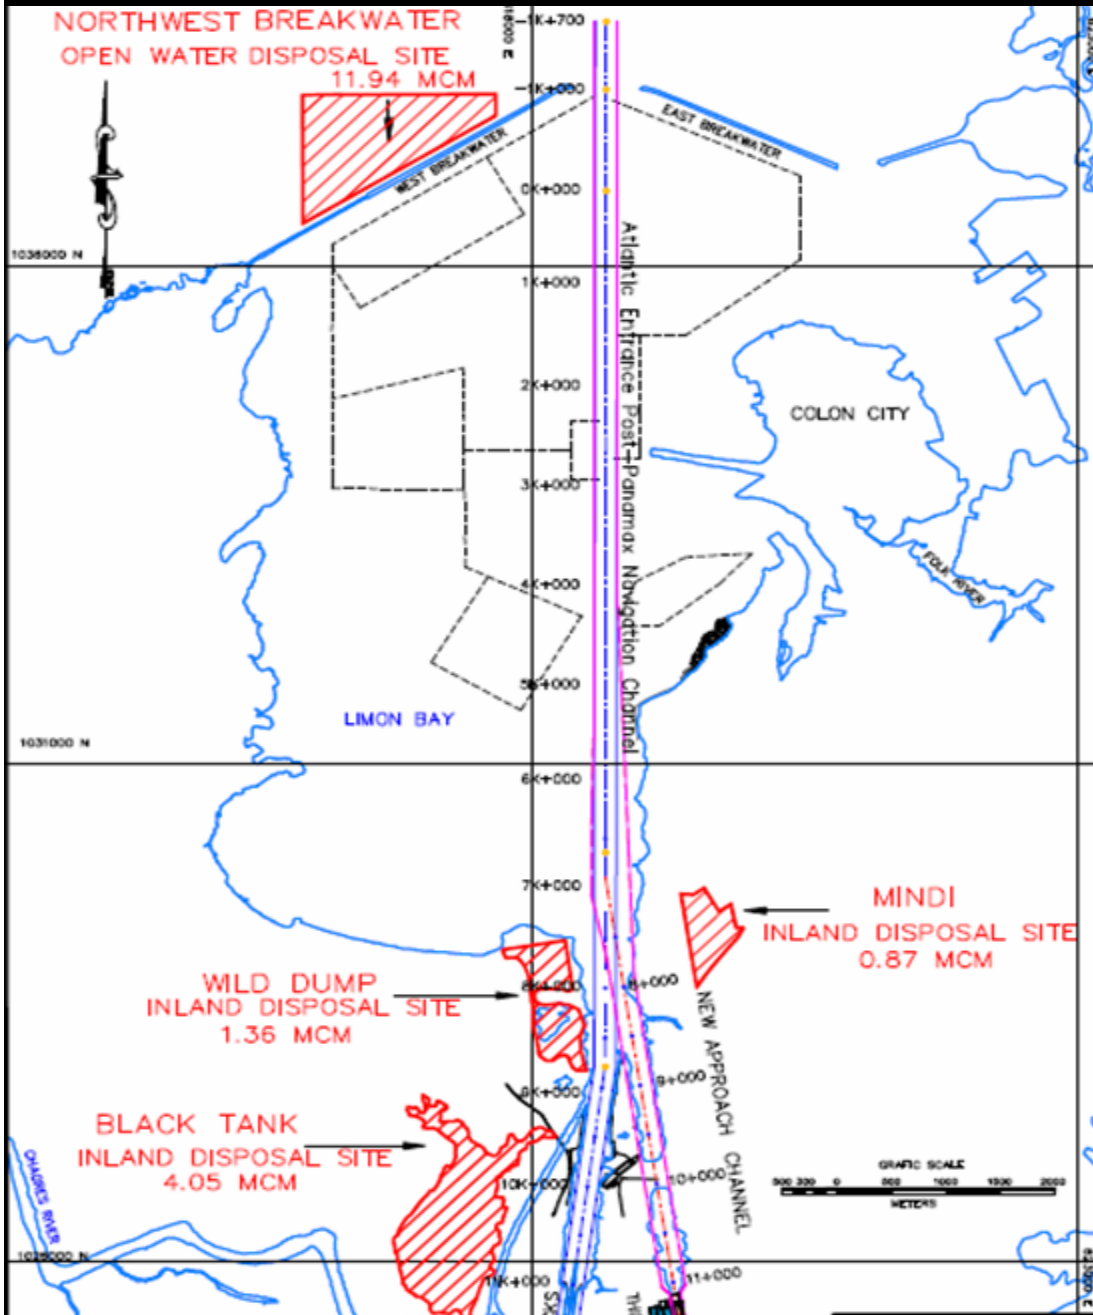 NORTHWEST BREAKWATER
OPEN WATER DISPOSAL SITE
11.94 MCM
-1K+700
-1K+000
WEST BREAKWATER
EAST BREAKWATER
0K+000
1036000 N
1K+000
Atlantic Entrance Post-Panamax Navigation Channel
2K+000
COLON CITY
3K+000
FOLK RIVER
4K+000
5K+000
LIMON BAY
1031000 N
6K+000
7K+000
MINDI
INLAND DISPOSAL SITE
0.87 MCM
WILD DUMP
INLAND DISPOSAL SITE
1.36 MCM
8K+000
8+000
NEW APPROACH CHANNEL
9K+000
9+000
BLACK TANK
INLAND DISPOSAL SITE
4.05 MCM
CHAGRES RIVER
10K+000
10+000
GRAFIC SCALE
0
1000
2000
METERS
11K+000
11+000